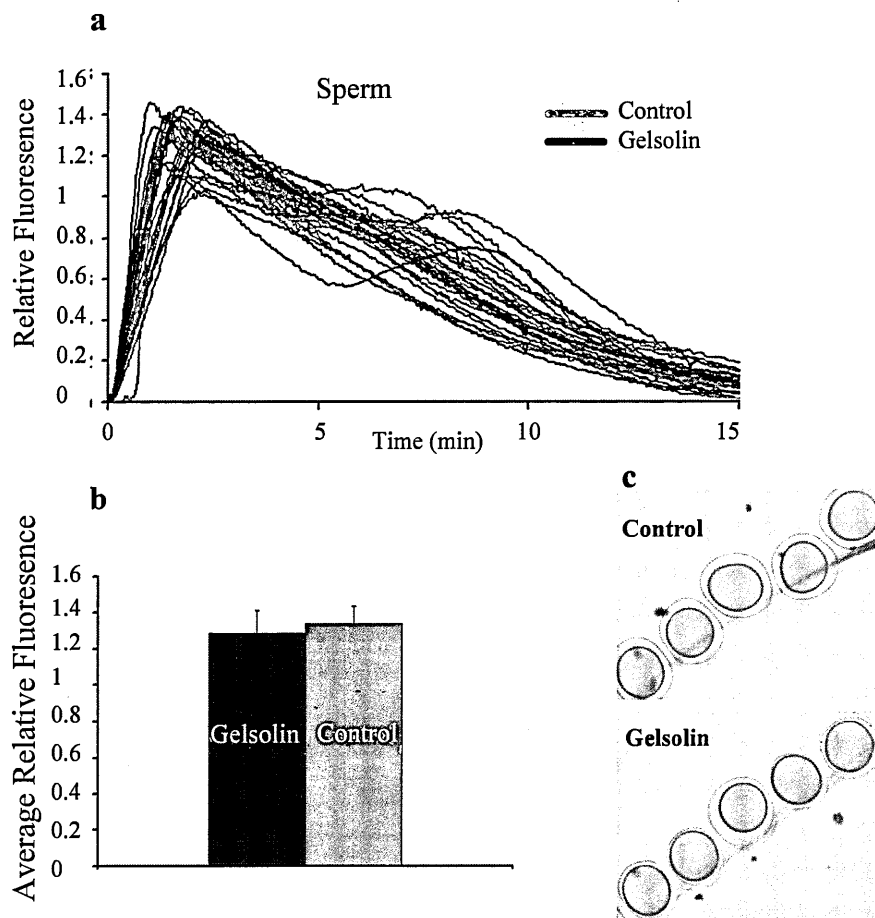 a
Sperm
Control
Gelsolin
Relative Fluoresence
1.6
1.4
1.2
1
0.8
0.6
0.4
0.2
0
0
5
10
15
Time (min)
b
Average Relative Fluoresence
1.6
1.4
1.2
1
0.8
0.6
0.4
0.2
0
Gelsolin
Control
c
Control
Gelsolin